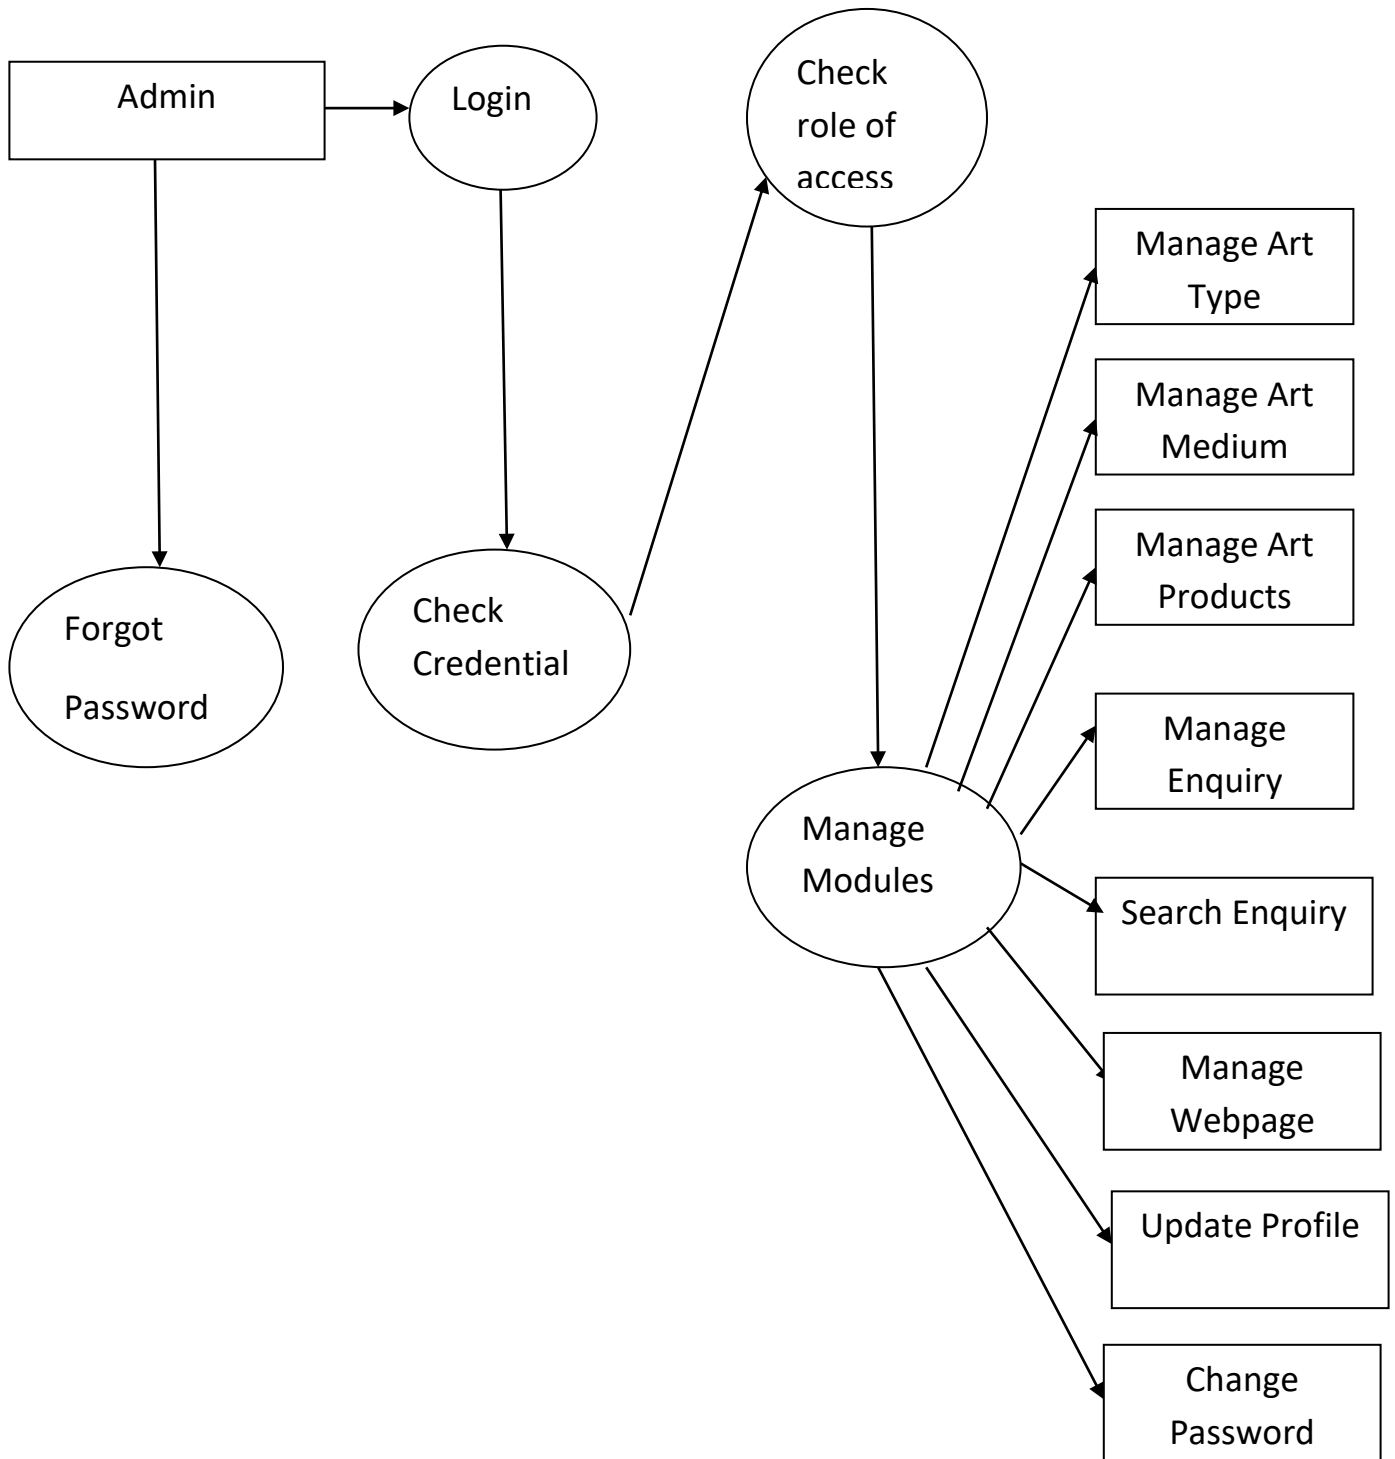 Admin
Login
Check
role of
access
Manage Art
Type
Manage Art
Medium
Manage Art
Products
Forgot
Password
Check
Credential
Manage
Enquiry
Manage
Modules
Search Enquiry
Manage
Webpage
Update Profile
Change
Password